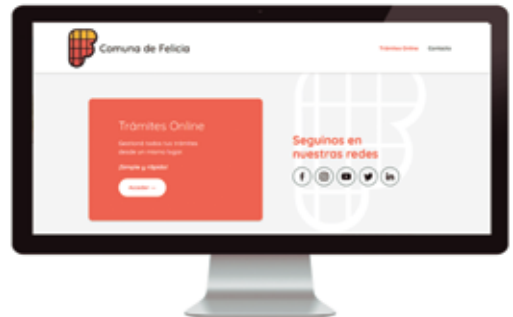 Comuna de Felicia
Trámites Online Contacto
Trámites Online
Gestioná todos tus trámites
desde un mismo lugar.
¡Simple y rápido!
Acceder →
Seguinos en
nuestras redes